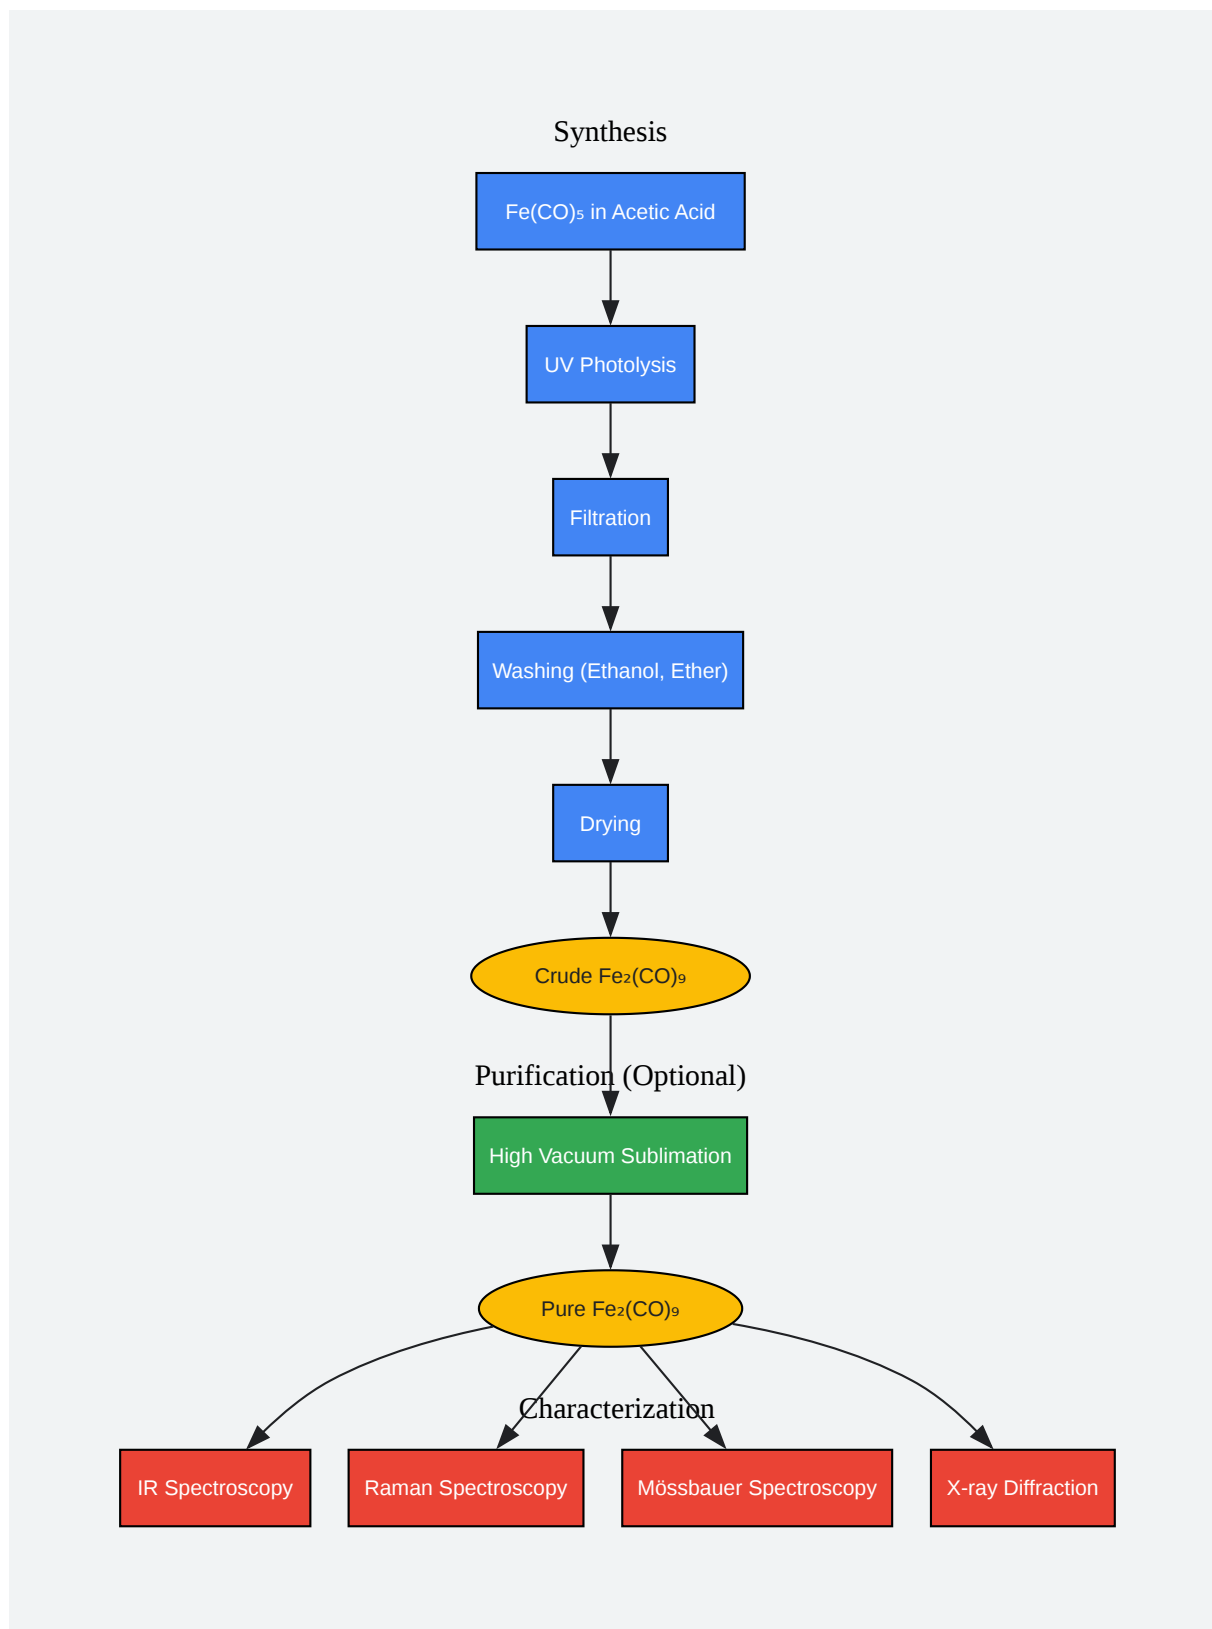 Synthesis
Fe(CO)₅ in Acetic Acid
UV Photolysis
Filtration
Washing (Ethanol, Ether)
Drying
Crude Fe₂(CO)₉
Purification (Optional)
High Vacuum Sublimation
Pure Fe₂(CO)₉
Characterization
IR Spectroscopy
Raman Spectroscopy
Mössbauer Spectroscopy
X-ray Diffraction